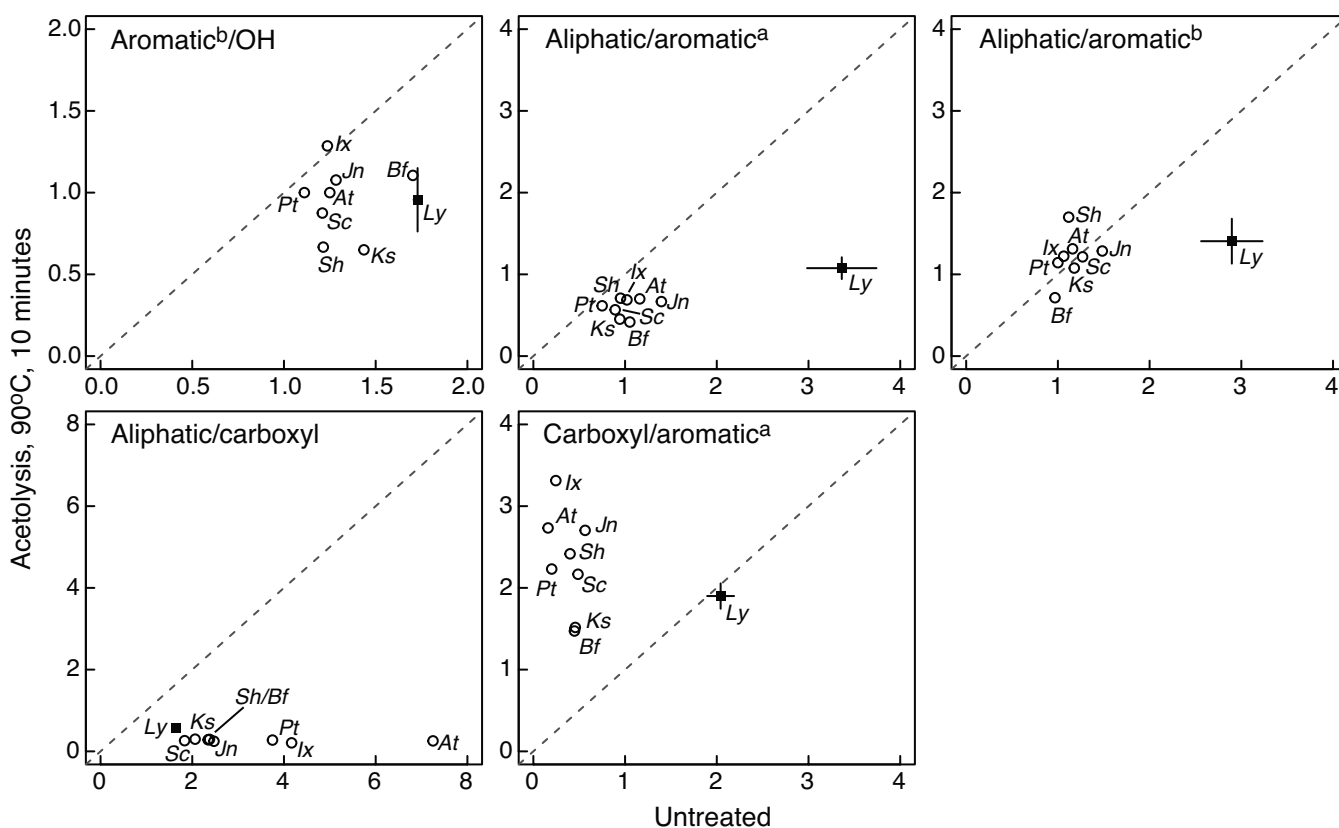 Acetolysis, 90ºC, 10 minutes
Aromaticᵇ/OH
2.0
1.5
1.0
0.5
0.0
Ix
Jn
Bf
Pt
At
Ly
Sc
Sh
Ks
0.0 0.5 1.0 1.5 2.0
Aliphatic/aromaticᵃ
4
3
2
1
0
Ly
Sh
Ix
At
Pt
Jn
Sc
Ks
Bf
0 1 2 3 4
Aliphatic/aromaticᵇ
4
3
2
1
0
Sh
At
Ix
Jn
Ly
Pt
Sc
Ks
Bf
0 1 2 3 4
Aliphatic/carboxyl
8
6
4
2
0
Sh/Bf
Ly
Ks
Pt
Sc
Jn
Ix
At
0 2 4 6 8
Carboxyl/aromaticᵃ
4
3
2
1
0
Ix
At
Jn
Sh
Pt
Sc
Ly
Ks
Bf
0 1 2 3 4
Untreated